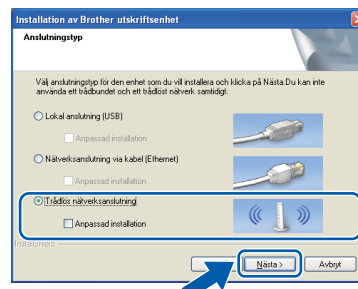 Installation av Brother utskriftsenhet
Anslutningstyp
Välj anslutningstyp för den enhet som du vill installera och klicka på Nästa.Du kan inte
använda ett trådbundet och ett trådlöst nätverk samtidigt.
Lokal anslutning (USB)
Anpassad installation
Nätverksanslutning via kabel (Ethernet)
Anpassad installation
Trådlös nätverksanslutning
Anpassad installation
InstallShield
Nästa > Avbryt